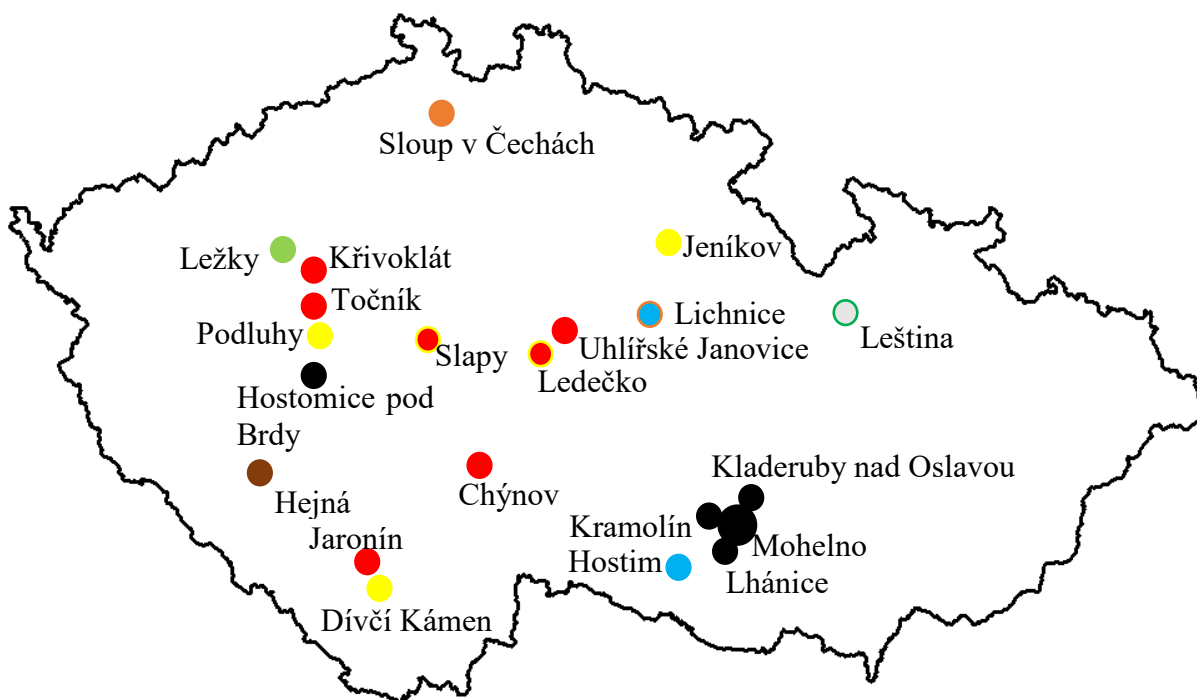 Sloup v Čechách
Jeníkov
Ležky
Křivoklát
Točník
Podluhy
Lichnice
Leština
Slapy
Uhlířské Janovice
Ledečko
Hostomice pod
Brdy
Hejná
Chýnov
Kladeruby nad Oslavou
Kramolín
Mohelno
Hostim
Lhánice
Jaronín
Dívčí Kámen